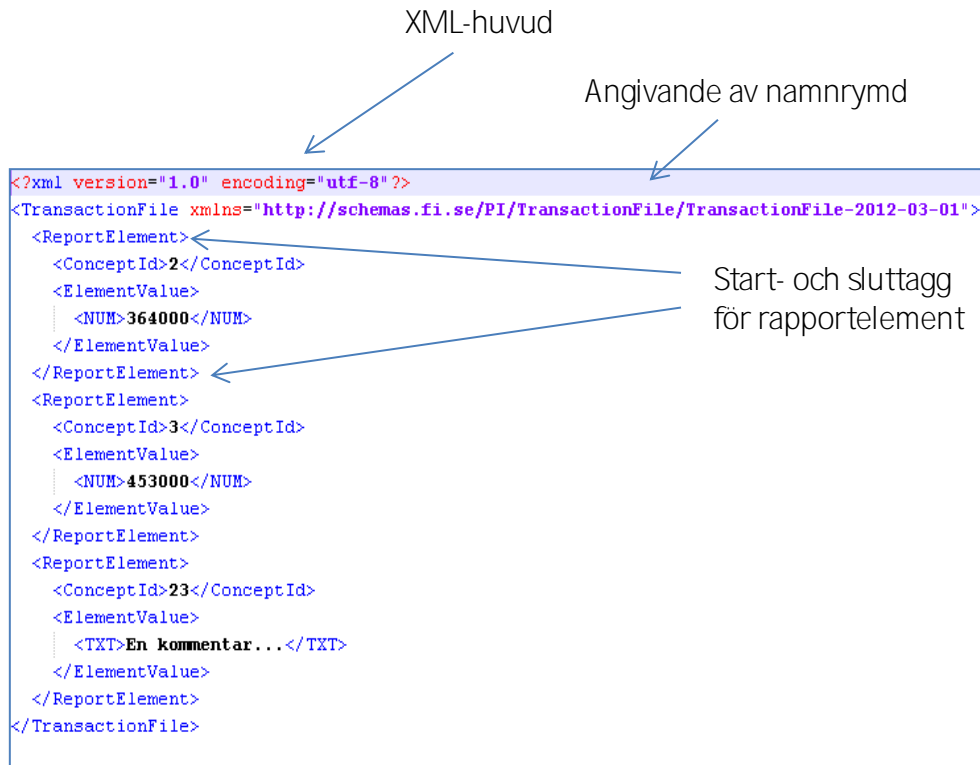 XML-huvud
Angivande av namnrymd
<?xml version="1.0" encoding="utf-8"?>
<TransactionFile xmlns="http://schemas.fi.se/PI/TransactionFile/TransactionFile-2012-03-01">
<ReportElement>
<ConceptId>2</ConceptId>
<ElementValue>
<NUM>364000</NUM>
</ElementValue>
</ReportElement>
Start- och sluttagg
för rapportelement
<ReportElement>
<ConceptId>3</ConceptId>
<ElementValue>
<NUM>453000</NUM>
</ElementValue>
</ReportElement>
<ReportElement>
<ConceptId>23</ConceptId>
<ElementValue>
<TXT>En kommentar...</TXT>
</ElementValue>
</ReportElement>
</TransactionFile>